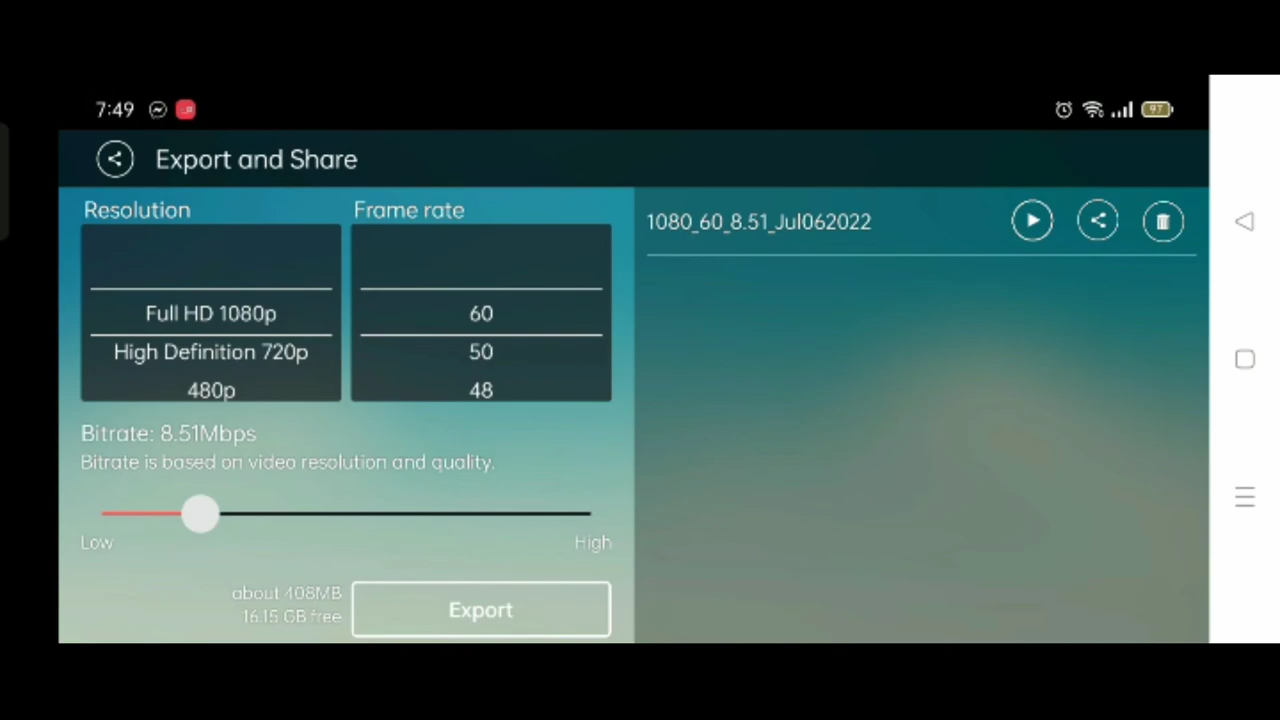 7:49
97
Export and Share
Resolution
Frame rate
Full HD 1080p
High Definition 720p
480p
60
50
48
Bitrate: 8.51Mbps
Bitrate is based on video resolution and quality.
Low
High
about 408MB
16.15 GB free
Export
1080_60_8.51_Jul062022